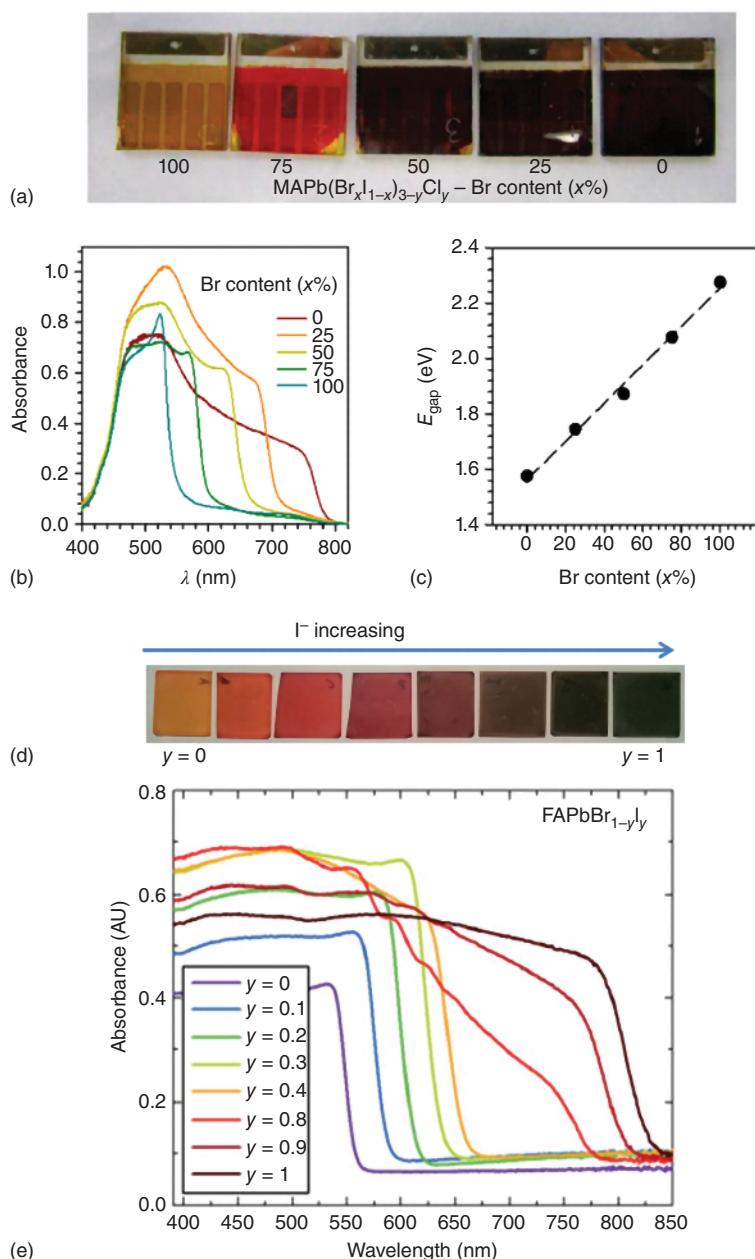 100 75 50 25 0
MAPb(BrₓI₁₋ₓ)₃₋ᵧClᵧ – Br content (x%)
(a)
1.0
0.8
0.6
0.4
0.2
0.0
Absorbance
Br content (x%)
0
25
50
75
100
400 500 600 700 800
λ (nm)
(b)
2.4
2.2
2.0
1.8
1.6
1.4
E_gap (eV)
0 20 40 60 80 100
Br content (x%)
(c)
I⁻ increasing
y = 0 y = 1
(d)
0.8
0.6
0.4
0.2
0.0
Absorbance (AU)
FAPbBr₁₋ᵧIᵧ
y = 0
y = 0.1
y = 0.2
y = 0.3
y = 0.4
y = 0.8
y = 0.9
y = 1
400 450 500 550 600 650 700 750 800 850
Wavelength (nm)
(e)